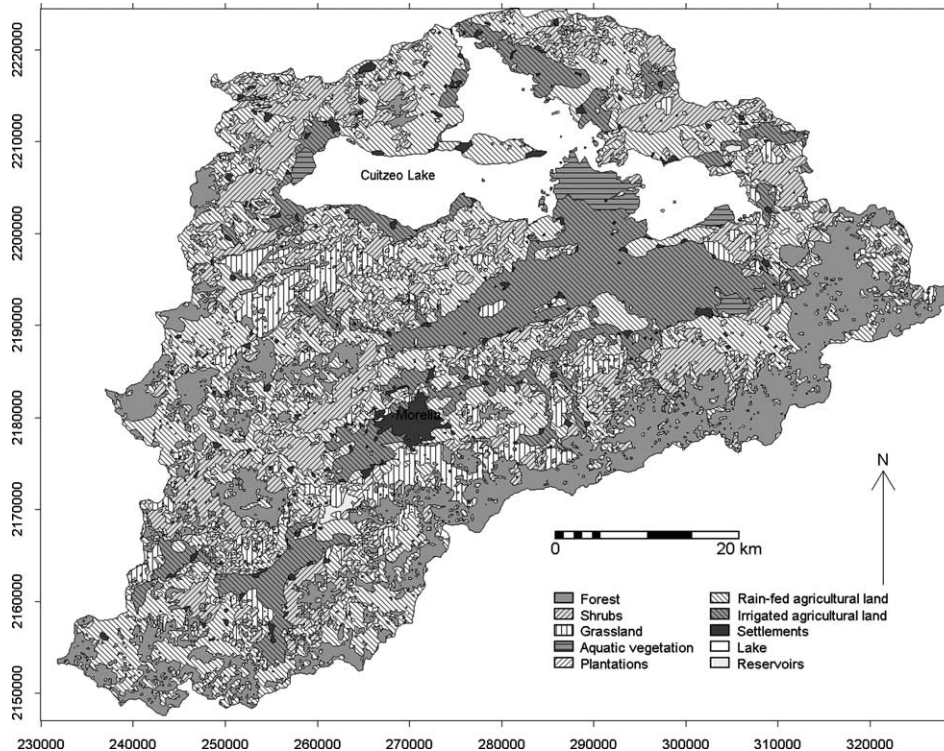 2220000
2210000
2200000
2190000
2180000
2170000
2160000
2150000
Cuitzeo Lake
Morelia
N
0 20 km
Forest
Shrubs
Grassland
Aquatic vegetation
Plantations
Rain-fed agricultural land
Irrigated agricultural land
Settlements
Lake
Reservoirs
230000 240000 250000 260000 270000 280000 290000 300000 310000 320000